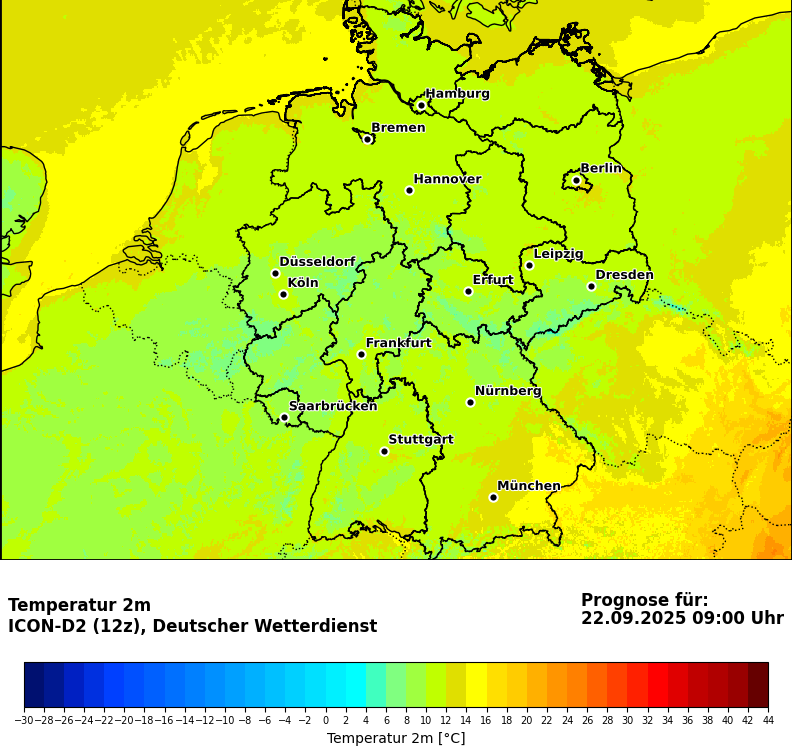 Hamburg
Bremen
Berlin
Hannover
Leipzig
Düsseldorf
Dresden
Köln
Erfurt
Frankfurt
Nürnberg
Saarbrücken
Stuttgart
München
Temperatur 2m
ICON-D2 (12z), Deutscher Wetterdienst
Prognose für:
22.09.2025 09:00 Uhr
−30 −28 −26 −24 −22 −20 −18 −16 −14 −12 −10 −8 −6 −4 −2 0 2 4 6 8 10 12 14 16 18 20 22 24 26 28 30 32 34 36 38 40 42 44
Temperatur 2m [°C]